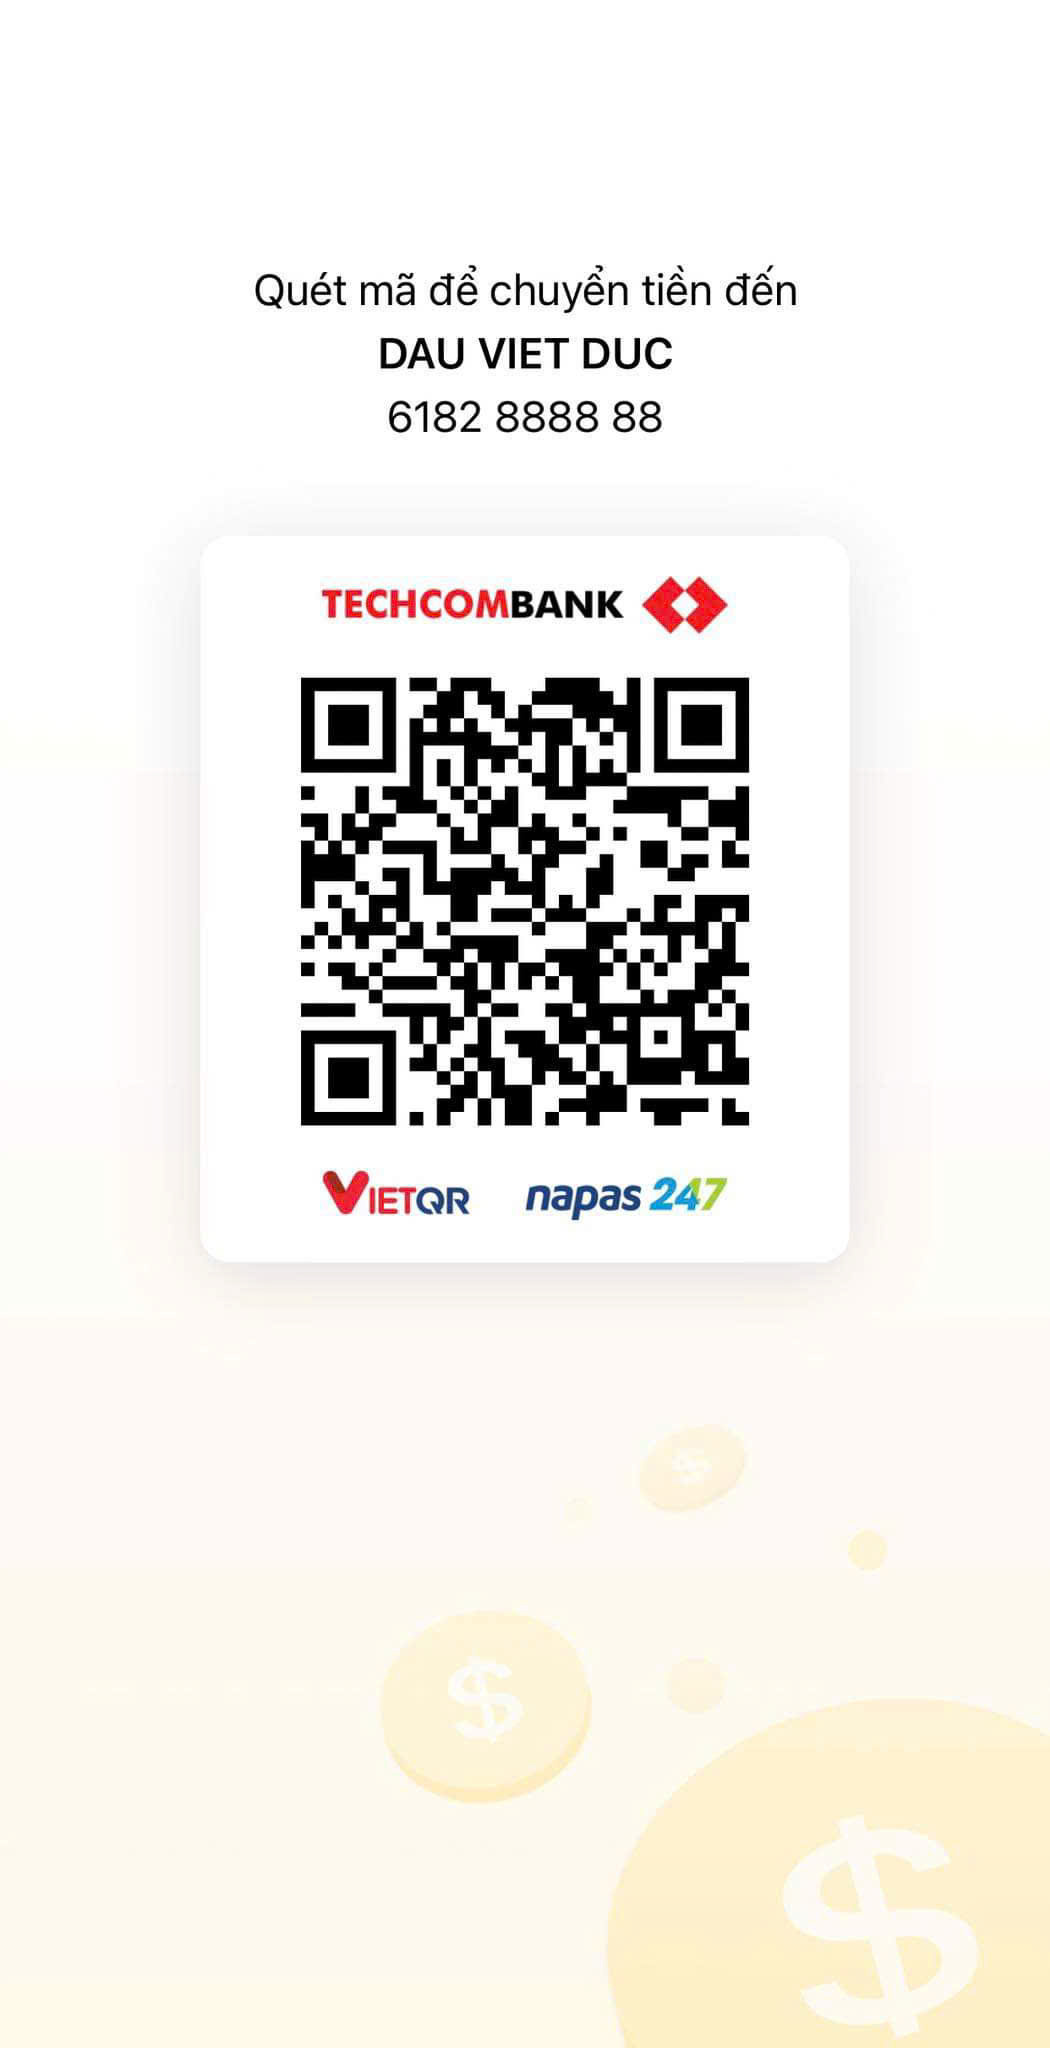 Quét mã để chuyển tiền đến
DAU VIET DUC
6182 8888 88
TECHCOMBANK
VIETQR napas 247
$
$
$